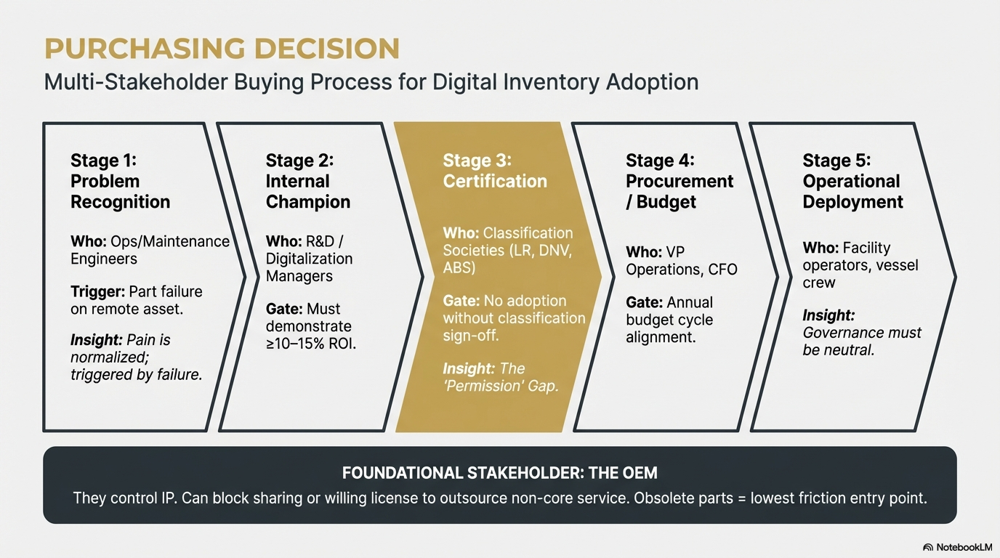 PURCHASING DECISION
Multi-Stakeholder Buying Process for Digital Inventory Adoption
Stage 1:
Problem
Recognition
Who: Ops/Maintenance
Engineers
Trigger: Part failure
on remote asset.
Insight: Pain is
normalized;
triggered by failure.
Stage 2:
Internal
Champion
Who: R&D /
Digitalization
Managers
Gate: Must
demonstrate
≥10–15% ROI.
Stage 3:
Certification
Who: Classification
Societies (LR, DNV,
ABS)
Gate: No adoption
without classification
sign-off.
Insight: The
'Permission' Gap.
Stage 4:
Procurement
/ Budget
Who: VP
Operations, CFO
Gate: Annual
budget cycle
alignment.
Stage 5:
Operational
Deployment
Who: Facility
operators, vessel
crew
Insight:
Governance must
be neutral.
FOUNDATIONAL STAKEHOLDER: THE OEM
They control IP. Can block sharing or willing license to outsource non-core service. Obsolete parts = lowest friction entry point.
NotebookLM